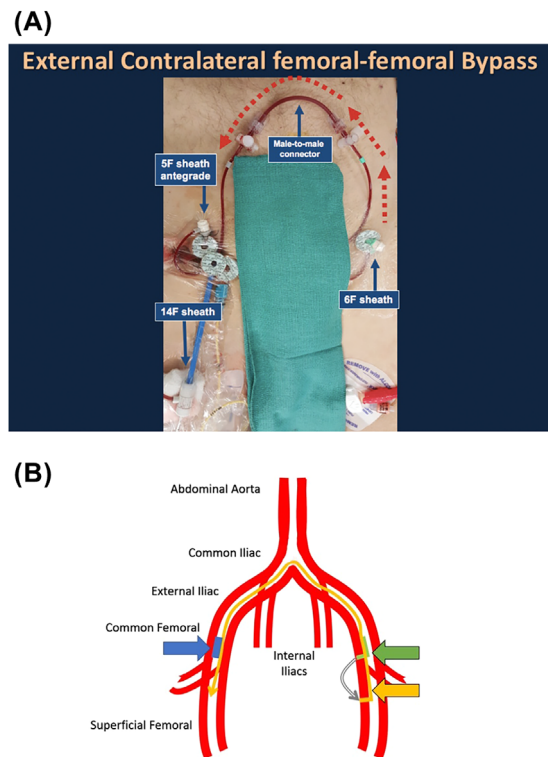 (A)
External Contralateral femoral-femoral Bypass
Male-to-male
connector
5F sheath
antegrade
14F sheath
6F sheath
(B)
Abdominal Aorta
Common Iliac
External Iliac
Common Femoral
Internal
Iliacs
Superficial Femoral